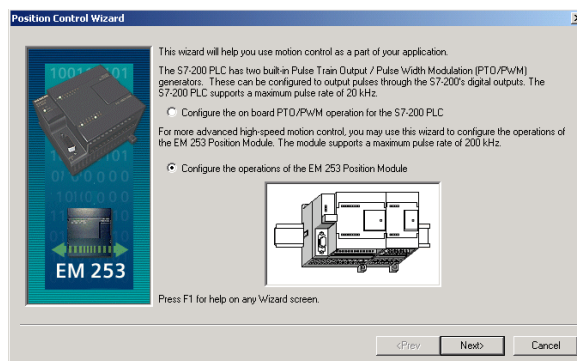 Position Control Wizard
This wizard will help you use motion control as a part of your application.
The S7-200 PLC has two built-in Pulse Train Output / Pulse Width Modulation (PTO/PWM)
generators. These can be configured to output pulses through the S7-200's digital outputs. The
S7-200 PLC supports a maximum pulse rate of 20 kHz.
Configure the on board PTO/PWM operation for the S7-200 PLC
For more advanced high-speed motion control, you may use this wizard to configure the operations of
the EM 253 Position Module. The module supports a maximum pulse rate of 200 kHz.
Configure the operations of the EM 253 Position Module
EM 253
Press F1 for help on any Wizard screen.
<Prev
Next>
Cancel